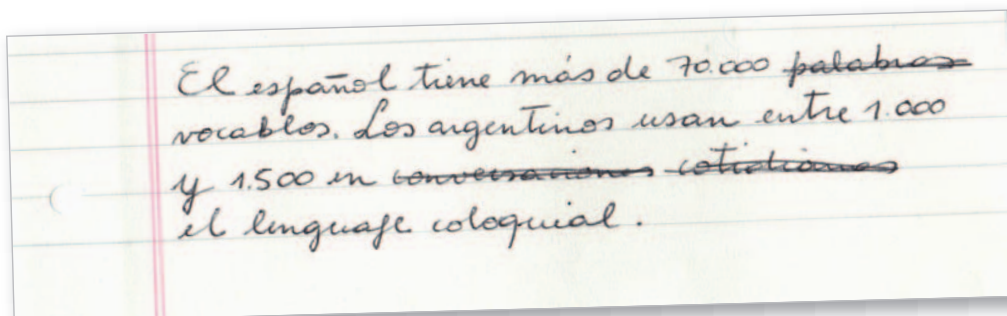 El español tiene más de 70.000 palabras
vocablos. Los argentinos usan entre 1.000
y 1.500 en conversaciones cotidianas
el lenguaje coloquial.